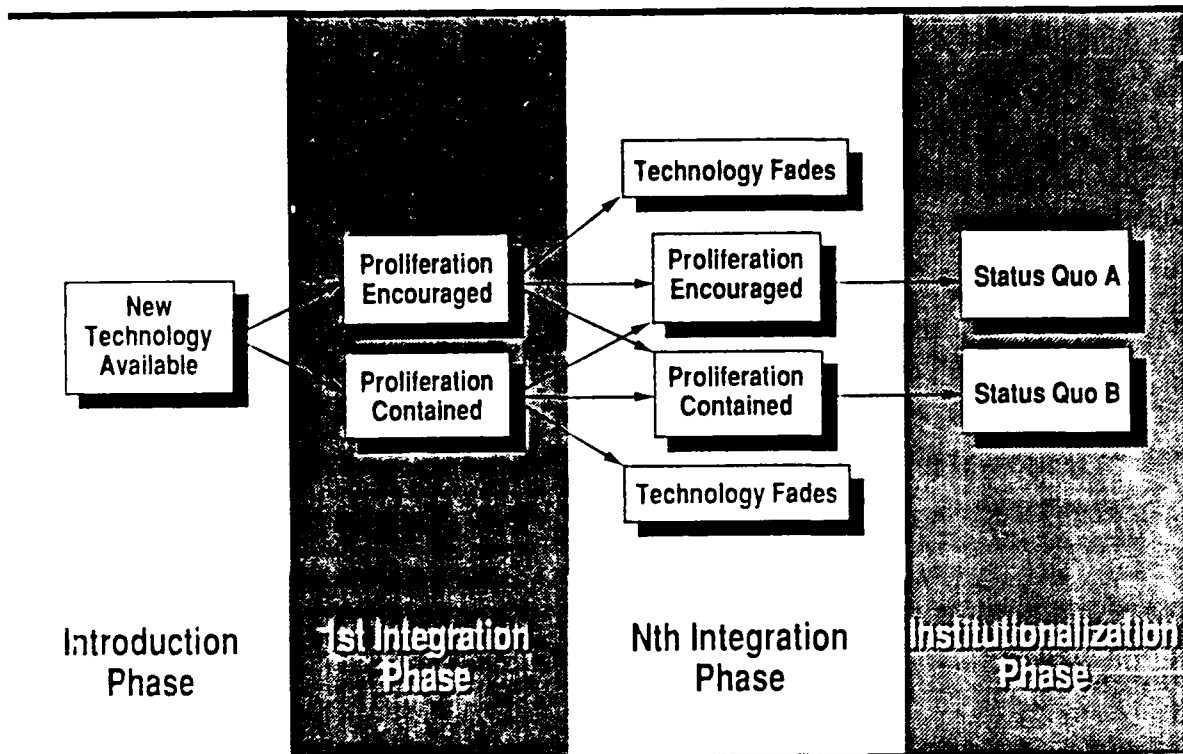 New
Technology
Available
Proliferation
Encouraged
Proliferation
Contained
Technology Fades
Proliferation
Encouraged
Proliferation
Contained
Technology Fades
Status Quo A
Status Quo B
Introduction
Phase
1st Integration
Phase
Nth Integration
Phase
Institutionalization
Phase